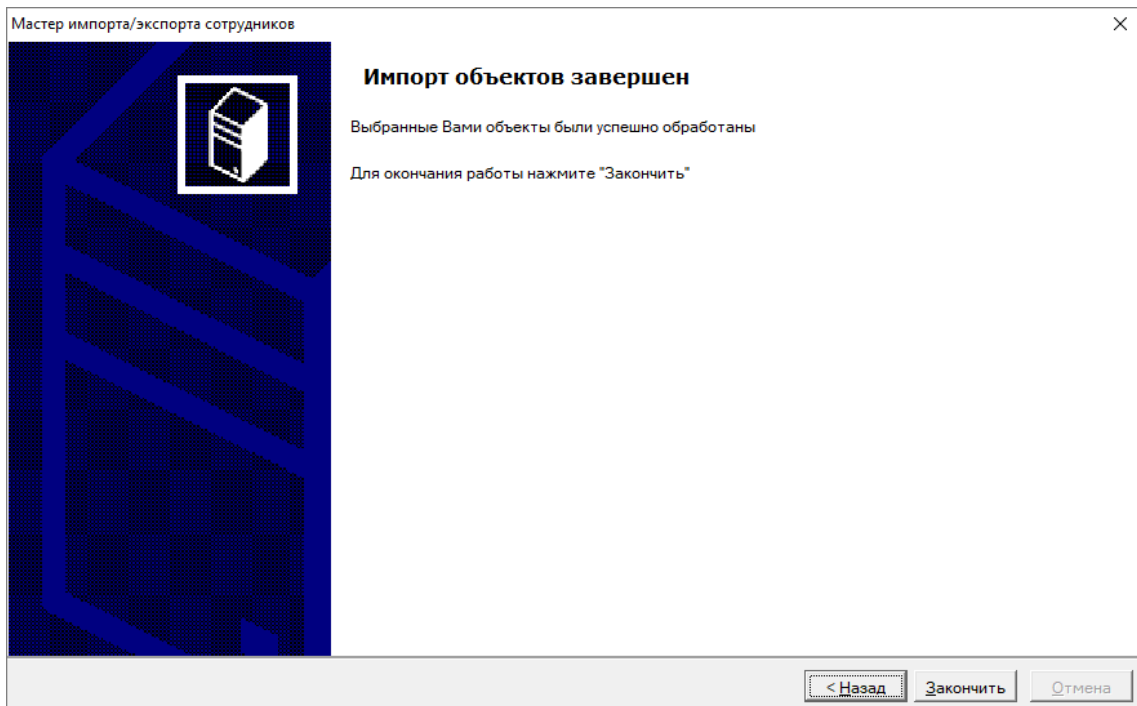 Мастер импорта/экспорта сотрудников
Импорт объектов завершен
Выбранные Вами объекты были успешно обработаны
Для окончания работы нажмите "Закончить"
< Назад
Закончить
Отмена